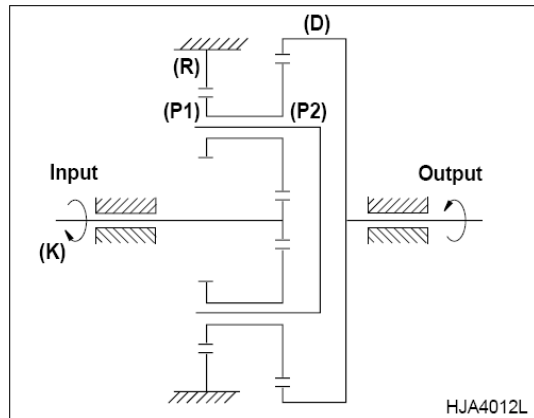 (D)
(R)
(P1) (P2)
Input Output
(K)
HJA4012L